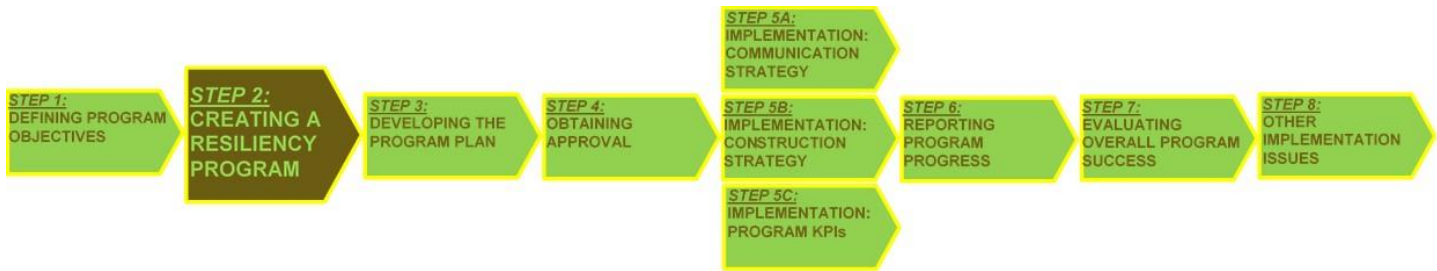 STEP 1:
DEFINING PROGRAM
OBJECTIVES
STEP 2:
CREATING A
RESILIENCY
PROGRAM
STEP 3:
DEVELOPING THE
PROGRAM PLAN
STEP 4:
OBTAINING
APPROVAL
STEP 5A:
IMPLEMENTATION:
COMMUNICATION
STRATEGY
STEP 5B:
IMPLEMENTATION:
CONSTRUCTION
STRATEGY
STEP 5C:
IMPLEMENTATION:
PROGRAM KPIs
STEP 6:
REPORTING
PROGRAM
PROGRESS
STEP 7:
EVALUATING
OVERALL PROGRAM
SUCCESS
STEP 8:
OTHER
IMPLEMENTATION
ISSUES